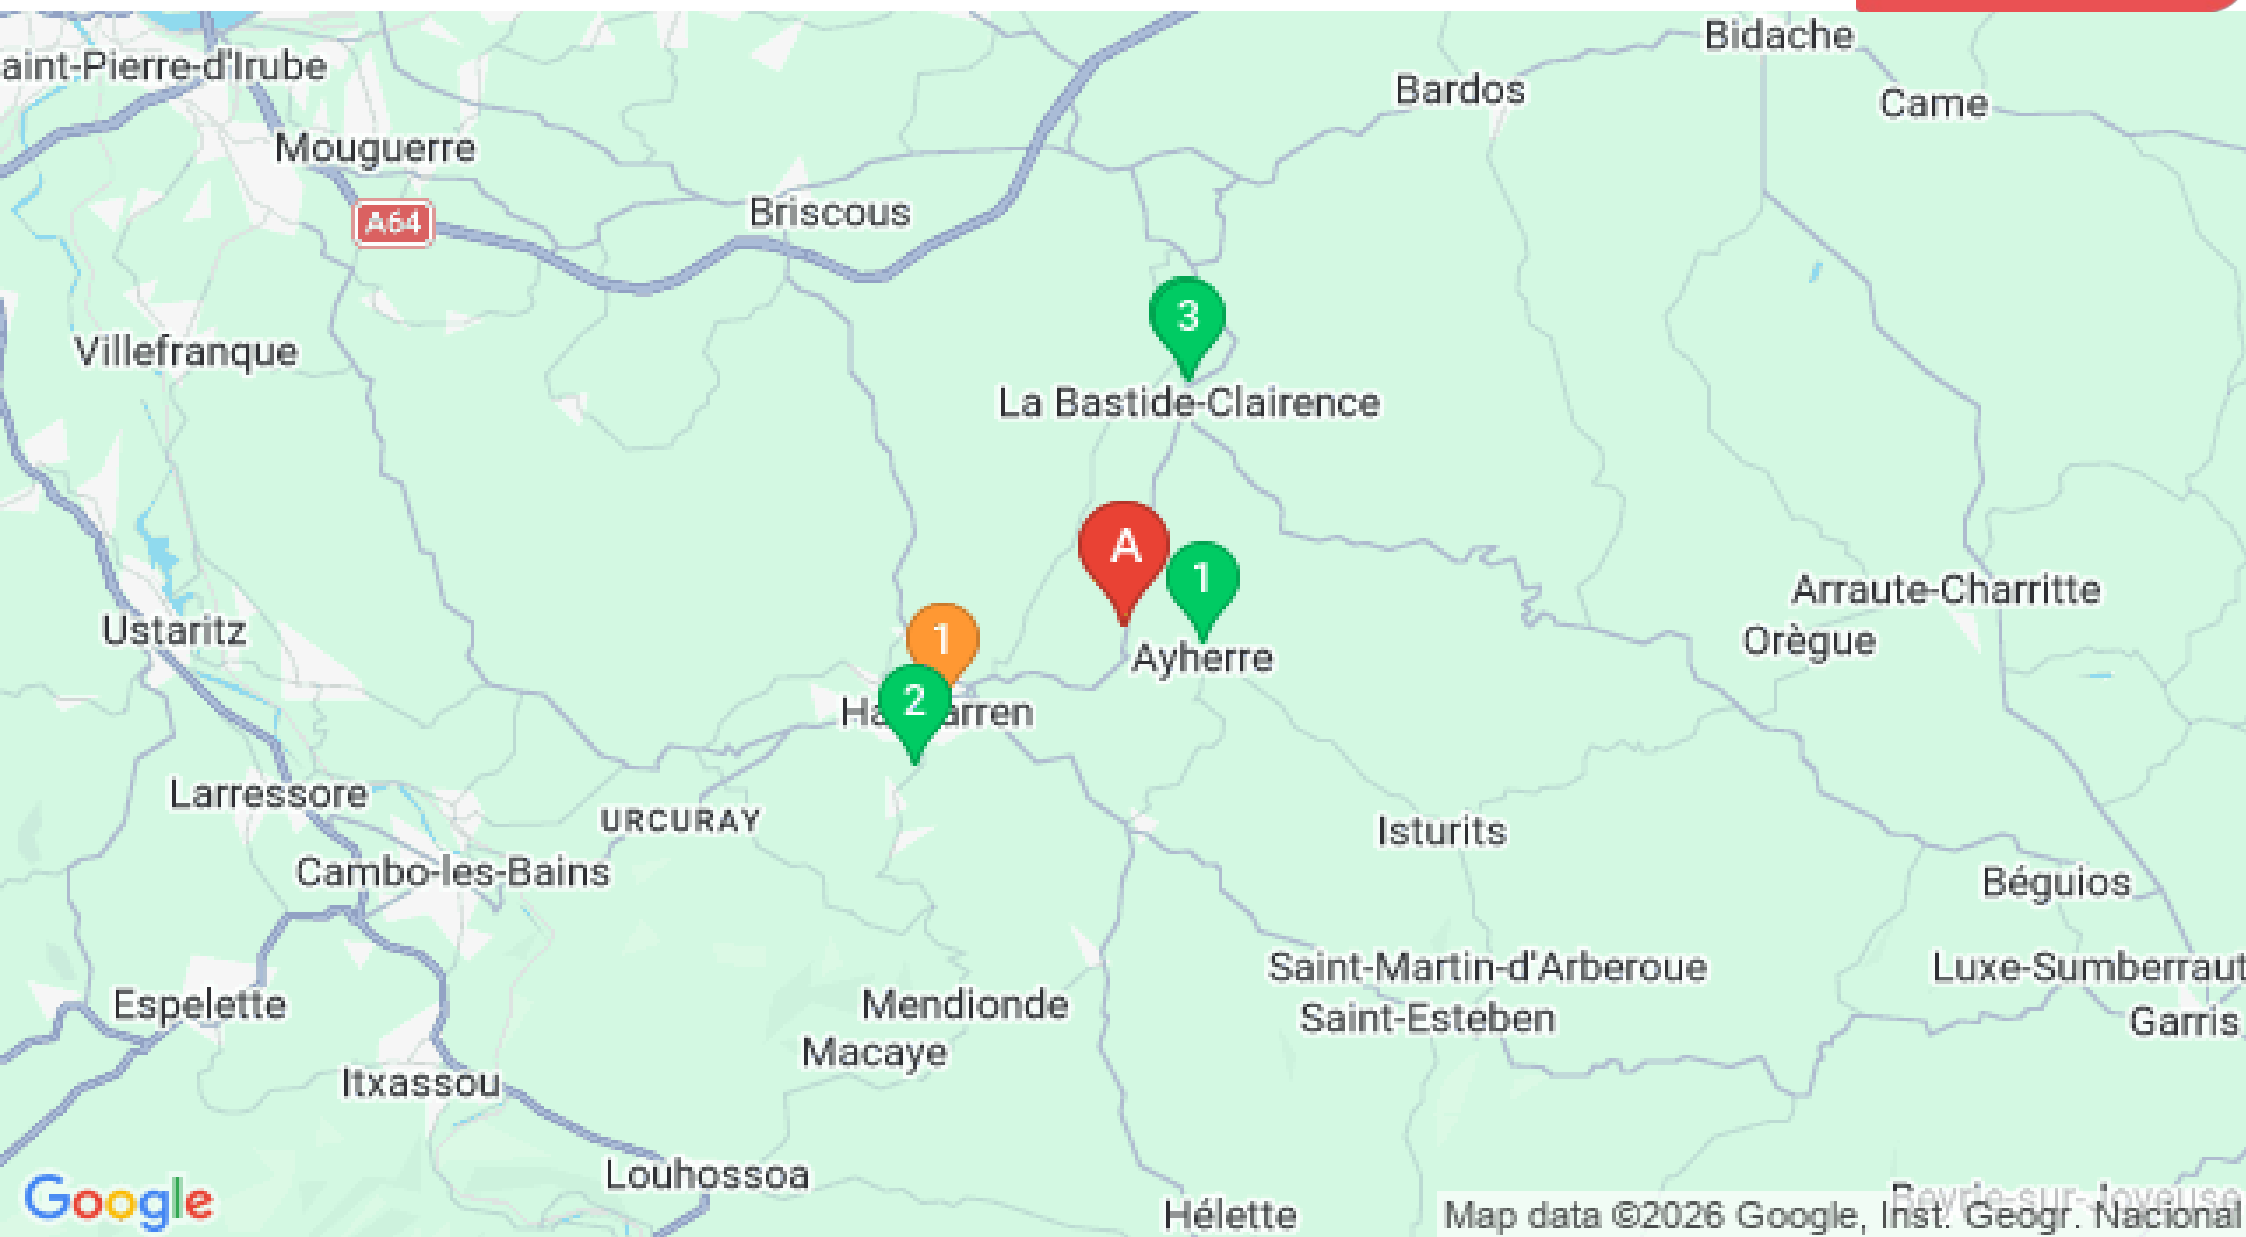 Bidache
aint-Pierre-d'Irube
Bardos
Came
Mouguerre
A64
Briscous
3
Villefranque
La Bastide-Clairence
A
1
Arraute-Charritte
Ustaritz
1
Orègue
Ayherre
2
Larressore
URCURAY
Isturits
Cambo-les-Bains
Béguios
Saint-Martin-d'Arberoue
Luxe-Sumberraut
Espelette
Mendionde
Saint-Esteben
Garris
Macaye
Itxassou
Louhossoa
Google
Hélette
Map data ©2026 Google, Inst. Geogr. Nacional